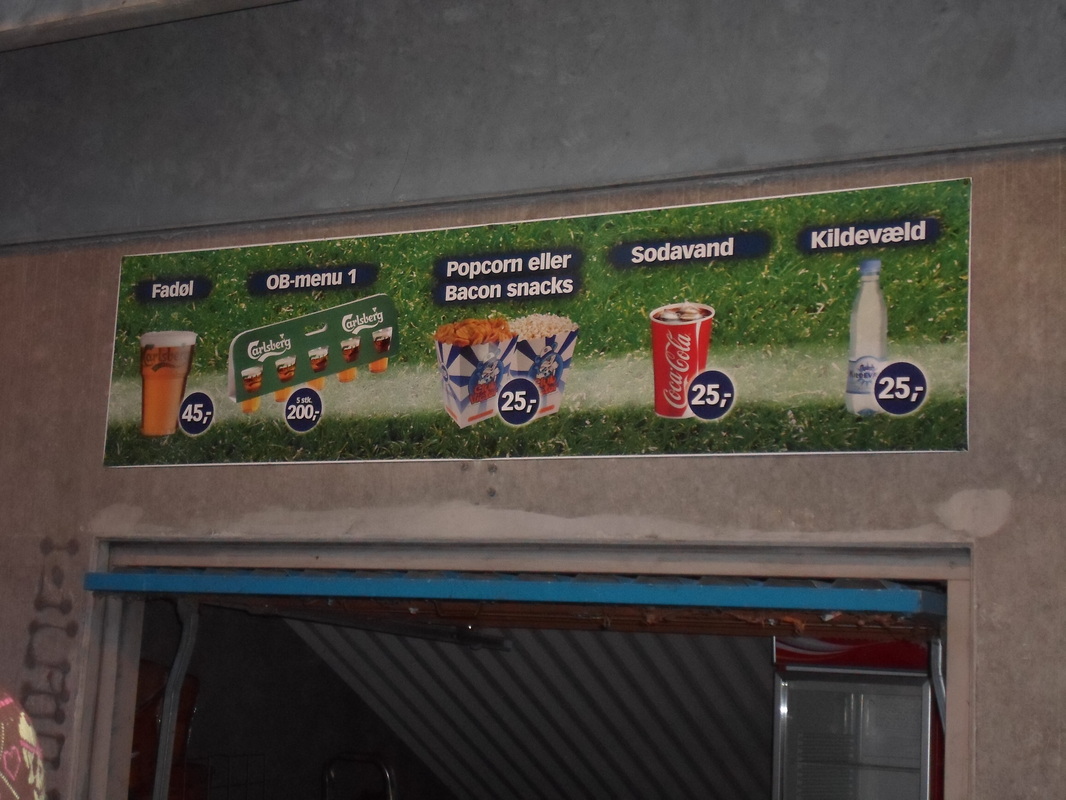 Fadøl
OB-menu 1
Popcorn eller
Bacon snacks
Sodavand
Kildevæld
Carlsberg
Carlsberg
Carlsberg
Coca-Cola
45,-
5 stk.
200,-
25,-
25,-
25,-